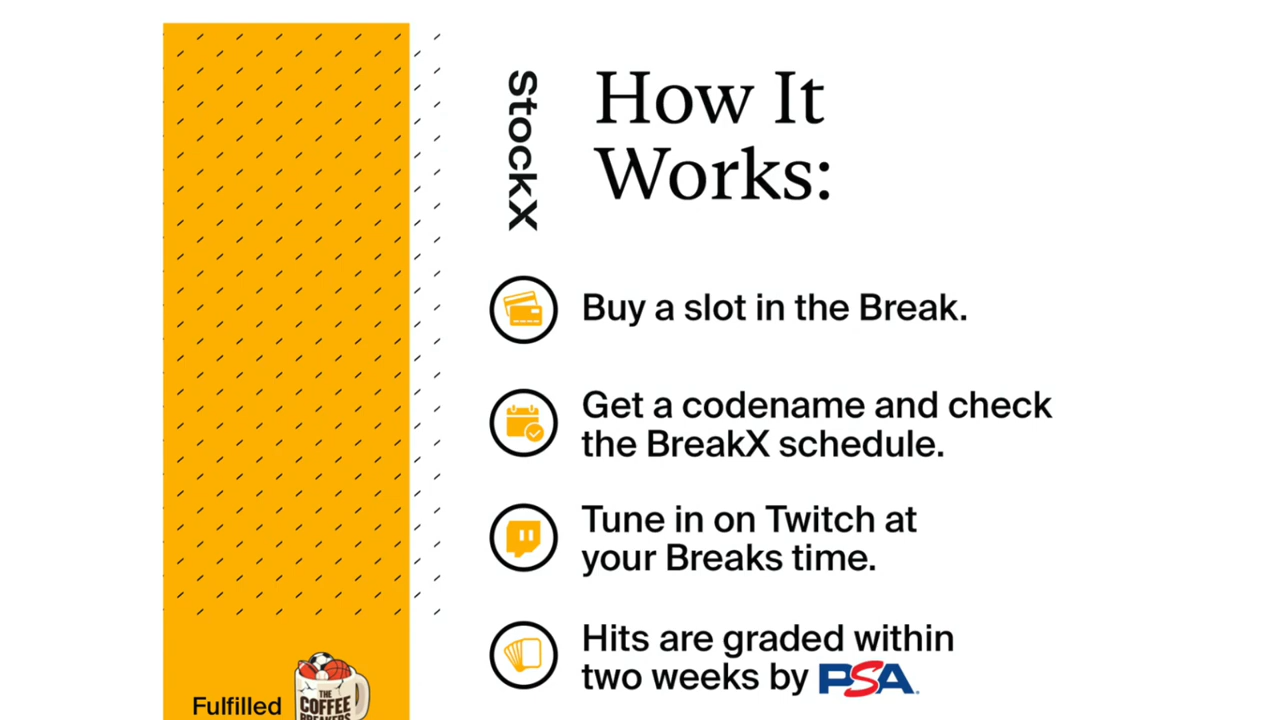 StockX
How It
Works:
Buy a slot in the Break.
Get a codename and check
the BreakX schedule.
Tune in on Twitch at
your Breaks time.
Hits are graded within
two weeks by PSA
Fulfilled
THE
COFFEE
BREAKERS